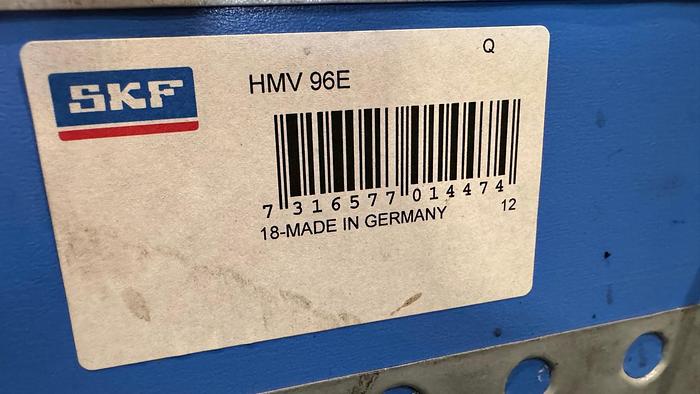 Q
SKF
HMV 96E
7 316577 014474
18-MADE IN GERMANY
12